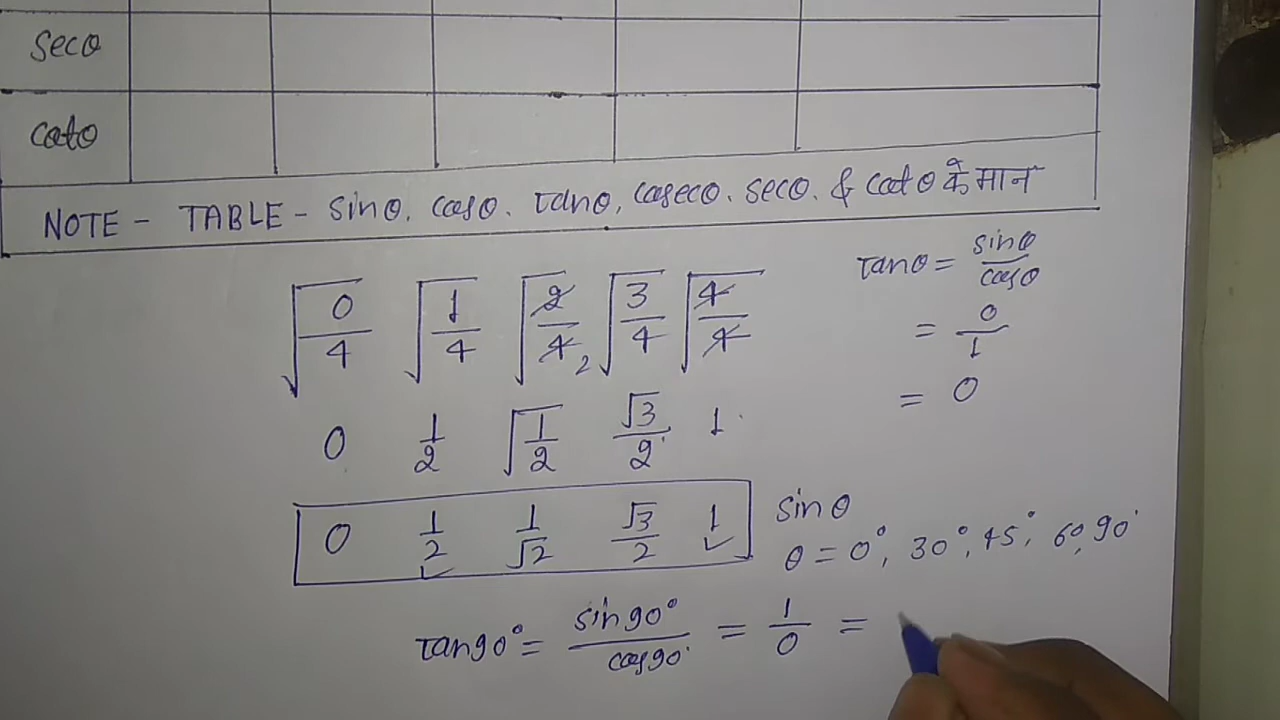 secθ
cotθ
NOTE - TABLE - sinθ. cosθ. tanθ, cosecθ. secθ. & cotθ के मान
√0/4 √1/4 √2/4 2 √3/4 √4/4
tanθ = sinθ/cosθ
= 0/1
= 0
0 1/2 √1/2 √3/2 1
0 1/2 1/√2 √3/2 1
sinθ
θ = 0°, 30°, 45°, 60, 90°
tan90° = sin90°/cos90° = 1/0 =